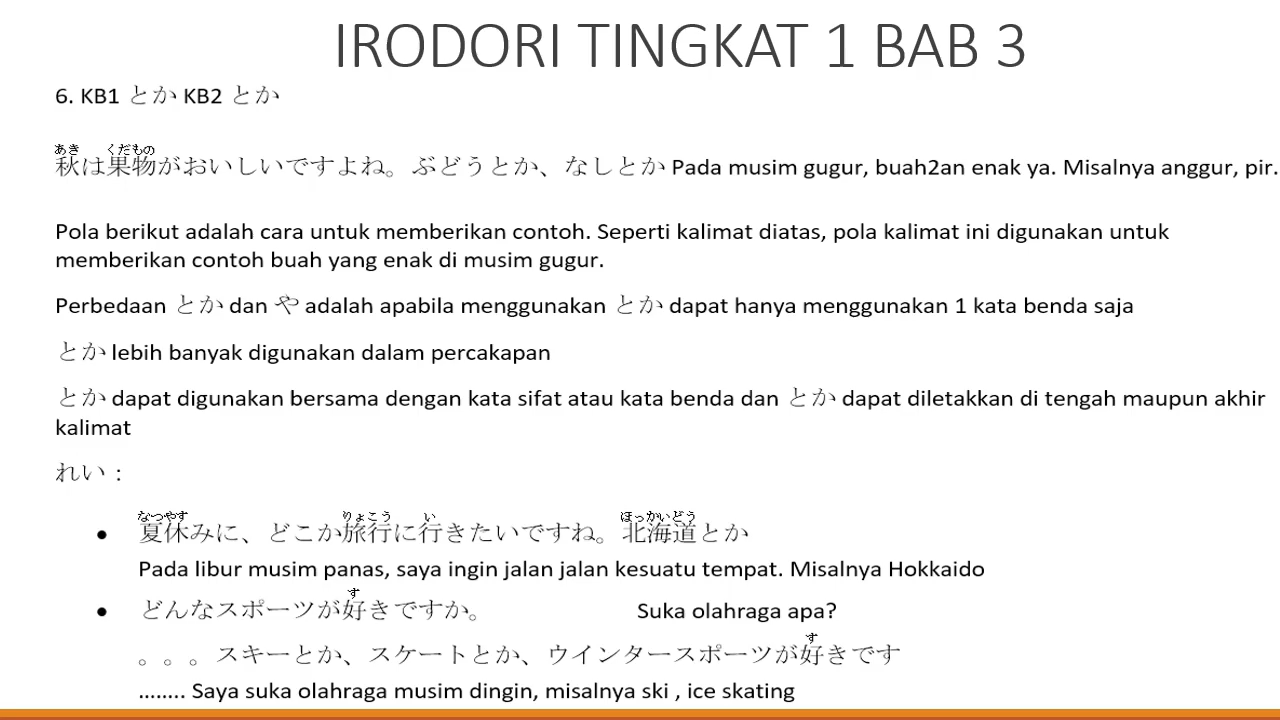 IRODORI TINGKAT 1 BAB 3
6. KB1 とか KB2 とか
あき くだもの
秋は果物がおいしいですよね。ぶどうとか、なしとか Pada musim gugur, buah2an enak ya. Misalnya anggur, pir.
Pola berikut adalah cara untuk memberikan contoh. Seperti kalimat diatas, pola kalimat ini digunakan untuk
memberikan contoh buah yang enak di musim gugur.
Perbedaan とか dan や adalah apabila menggunakan とか dapat hanya menggunakan 1 kata benda saja
とか lebih banyak digunakan dalam percakapan
とか dapat digunakan bersama dengan kata sifat atau kata benda dan とか dapat diletakkan di tengah maupun akhir
kalimat
れい：
なつやす りょこう い ほっかいどう
• 夏休みに、どこか旅行に行きたいですね。北海道とか
Pada libur musim panas, saya ingin jalan jalan kesuatu tempat. Misalnya Hokkaido
す
• どんなスポーツが好きですか。 Suka olahraga apa?
す
。。。スキーとか、スケートとか、ウインタースポーツが好きです
........ Saya suka olahraga musim dingin, misalnya ski , ice skating